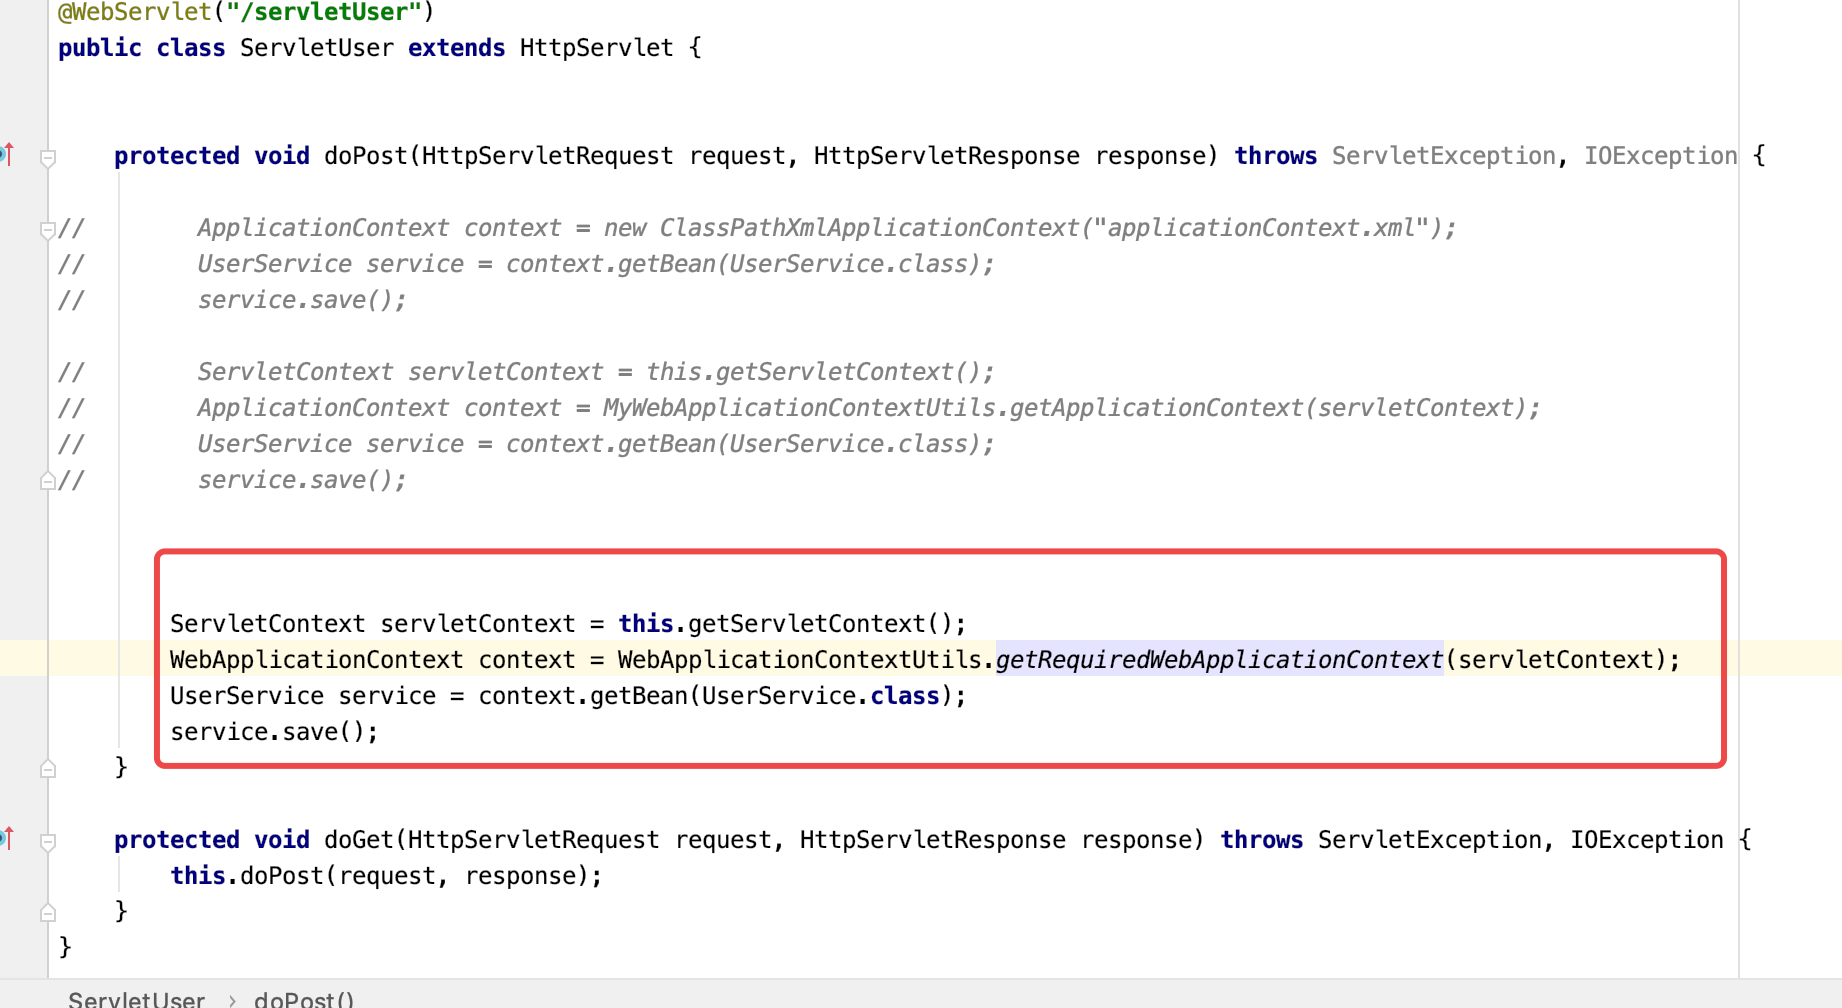 @WebServlet("/servletUser")
public class ServletUser extends HttpServlet {
protected void doPost(HttpServletRequest request, HttpServletResponse response) throws ServletException, IOException {
//        ApplicationContext context = new ClassPathXmlApplicationContext("applicationContext.xml");
//        UserService service = context.getBean(UserService.class);
//        service.save();
//        ServletContext servletContext = this.getServletContext();
//        ApplicationContext context = MyWebApplicationContextUtils.getApplicationContext(servletContext);
//        UserService service = context.getBean(UserService.class);
//        service.save();
ServletContext servletContext = this.getServletContext();
WebApplicationContext context = WebApplicationContextUtils.getRequiredWebApplicationContext(servletContext);
UserService service = context.getBean(UserService.class);
service.save();
}
protected void doGet(HttpServletRequest request, HttpServletResponse response) throws ServletException, IOException {
this.doPost(request, response);
}
}
ServletUser › doPost()